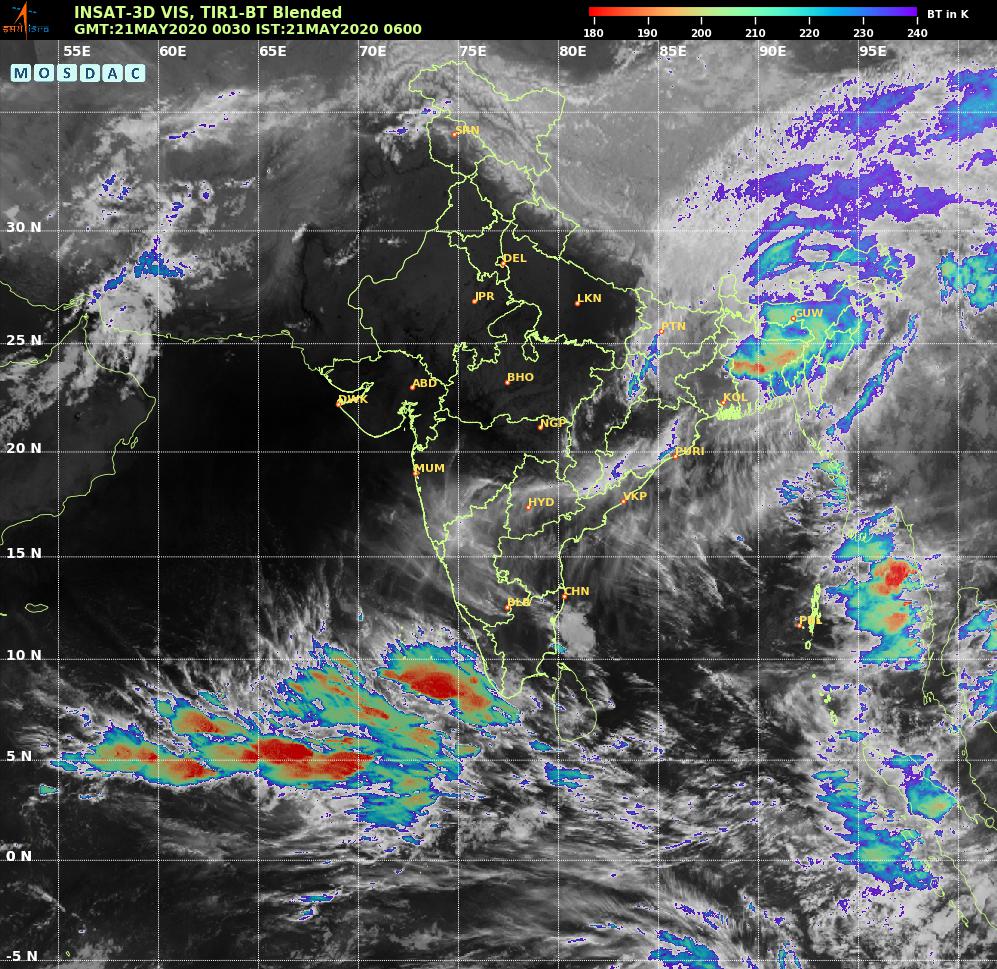 INSAT-3D VIS, TIR1-BT Blended
GMT:21MAY2020 0030 IST:21MAY2020 0600
BT in K
180 190 200 210 220 230 240
55E 60E 65E 70E 75E 80E 85E 90E 95E
M O S D A C
SRN
30 N
DEL
JPR
LKN
GUW
PTN
25 N
BHO
ABD
DWK
KOL
NGP
20 N
PURI
MUM
VKP
HYD
15 N
CHN
BLR
10 N
5 N
0 N
-5 N